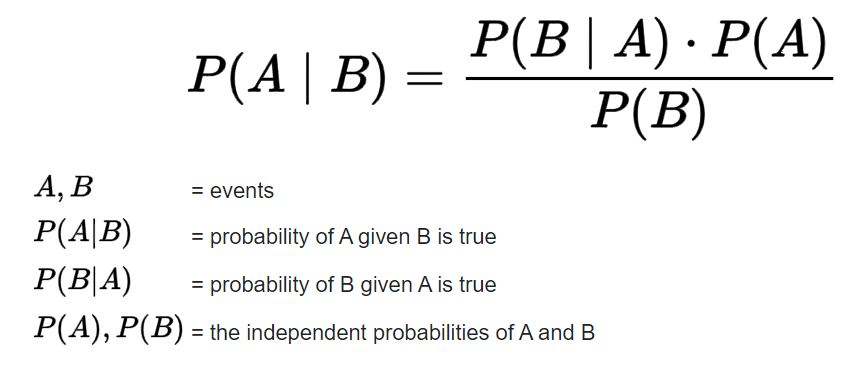 P(A | B) = P(B | A) · P(A) / P(B)
A, B = events
P(A|B) = probability of A given B is true
P(B|A) = probability of B given A is true
P(A), P(B) = the independent probabilities of A and B